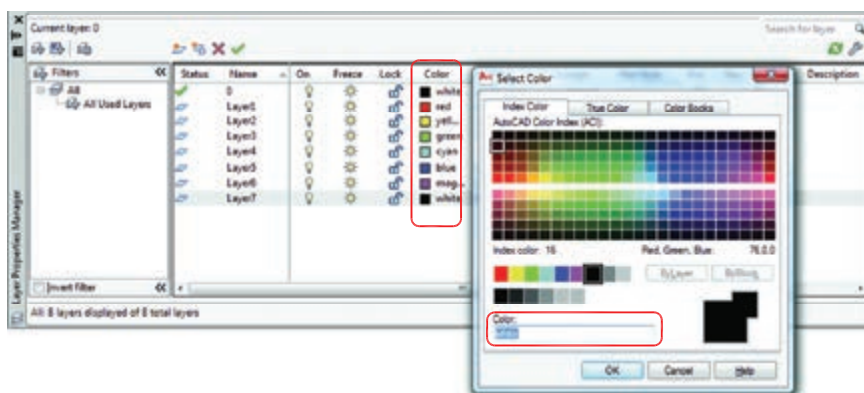 Current layer: 0
Search for layer
Filters
All
All Used Layers
Invert filter
Layer Properties Manager
Status Name On Freeze Lock Color Description
0 white
Layer1 red
Layer2 yell...
Layer3 green
Layer4 cyan
Layer5 blue
Layer6 mag...
Layer7 white
All: 8 layers displayed of 8 total layers
Select Color
Index Color True Color Color Books
AutoCAD Color Index (ACI):
Index color: 16 Red, Green, Blue: 76,0,0
ByLayer ByBlock
Color:
white
OK Cancel Help